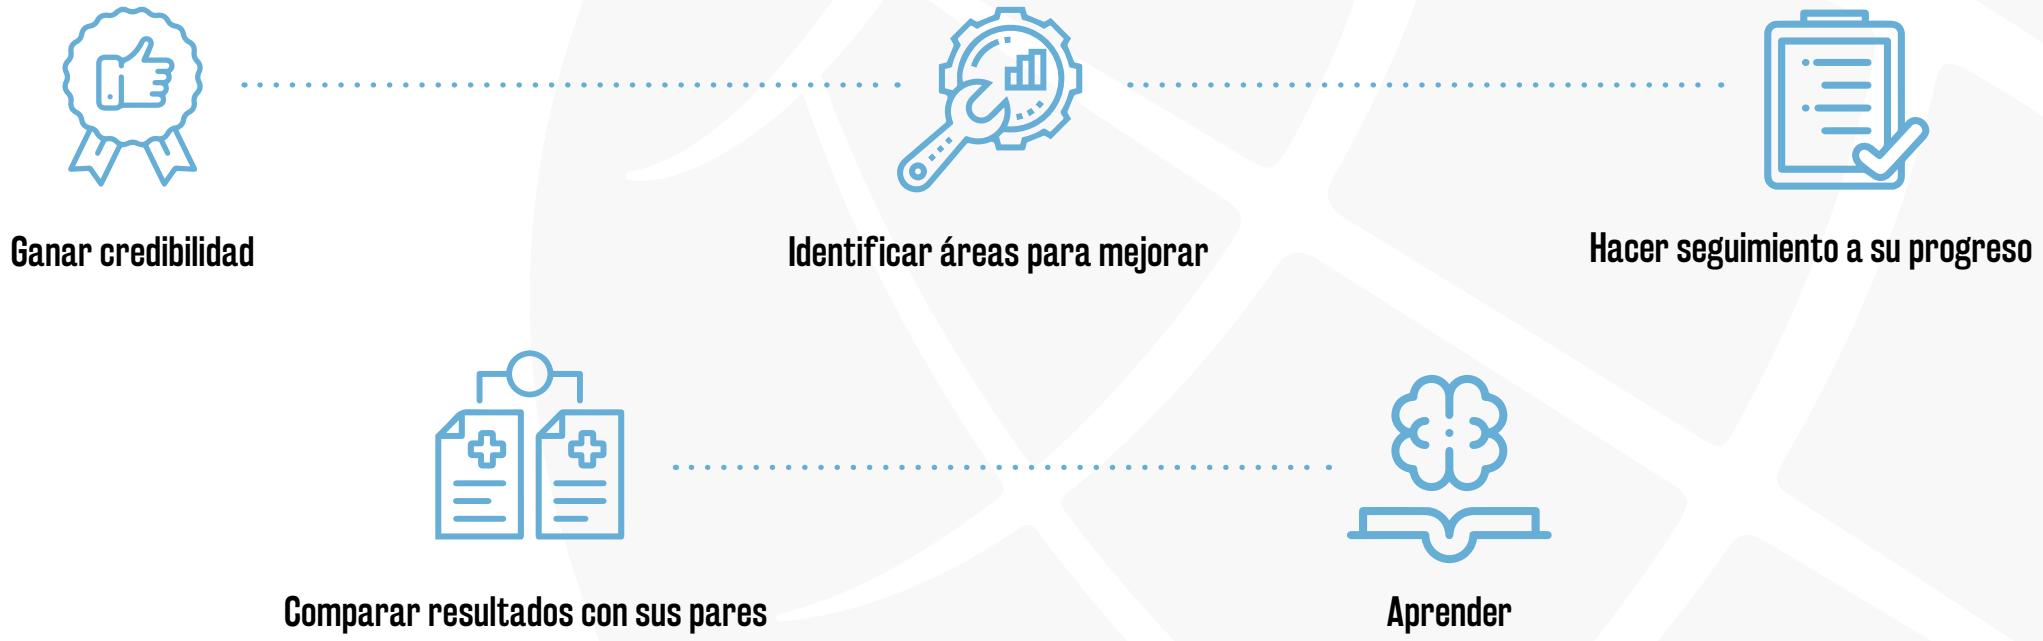 Ganar credibilidad
Identificar áreas para mejorar
Hacer seguimiento a su progreso
Comparar resultados con sus pares
Aprender